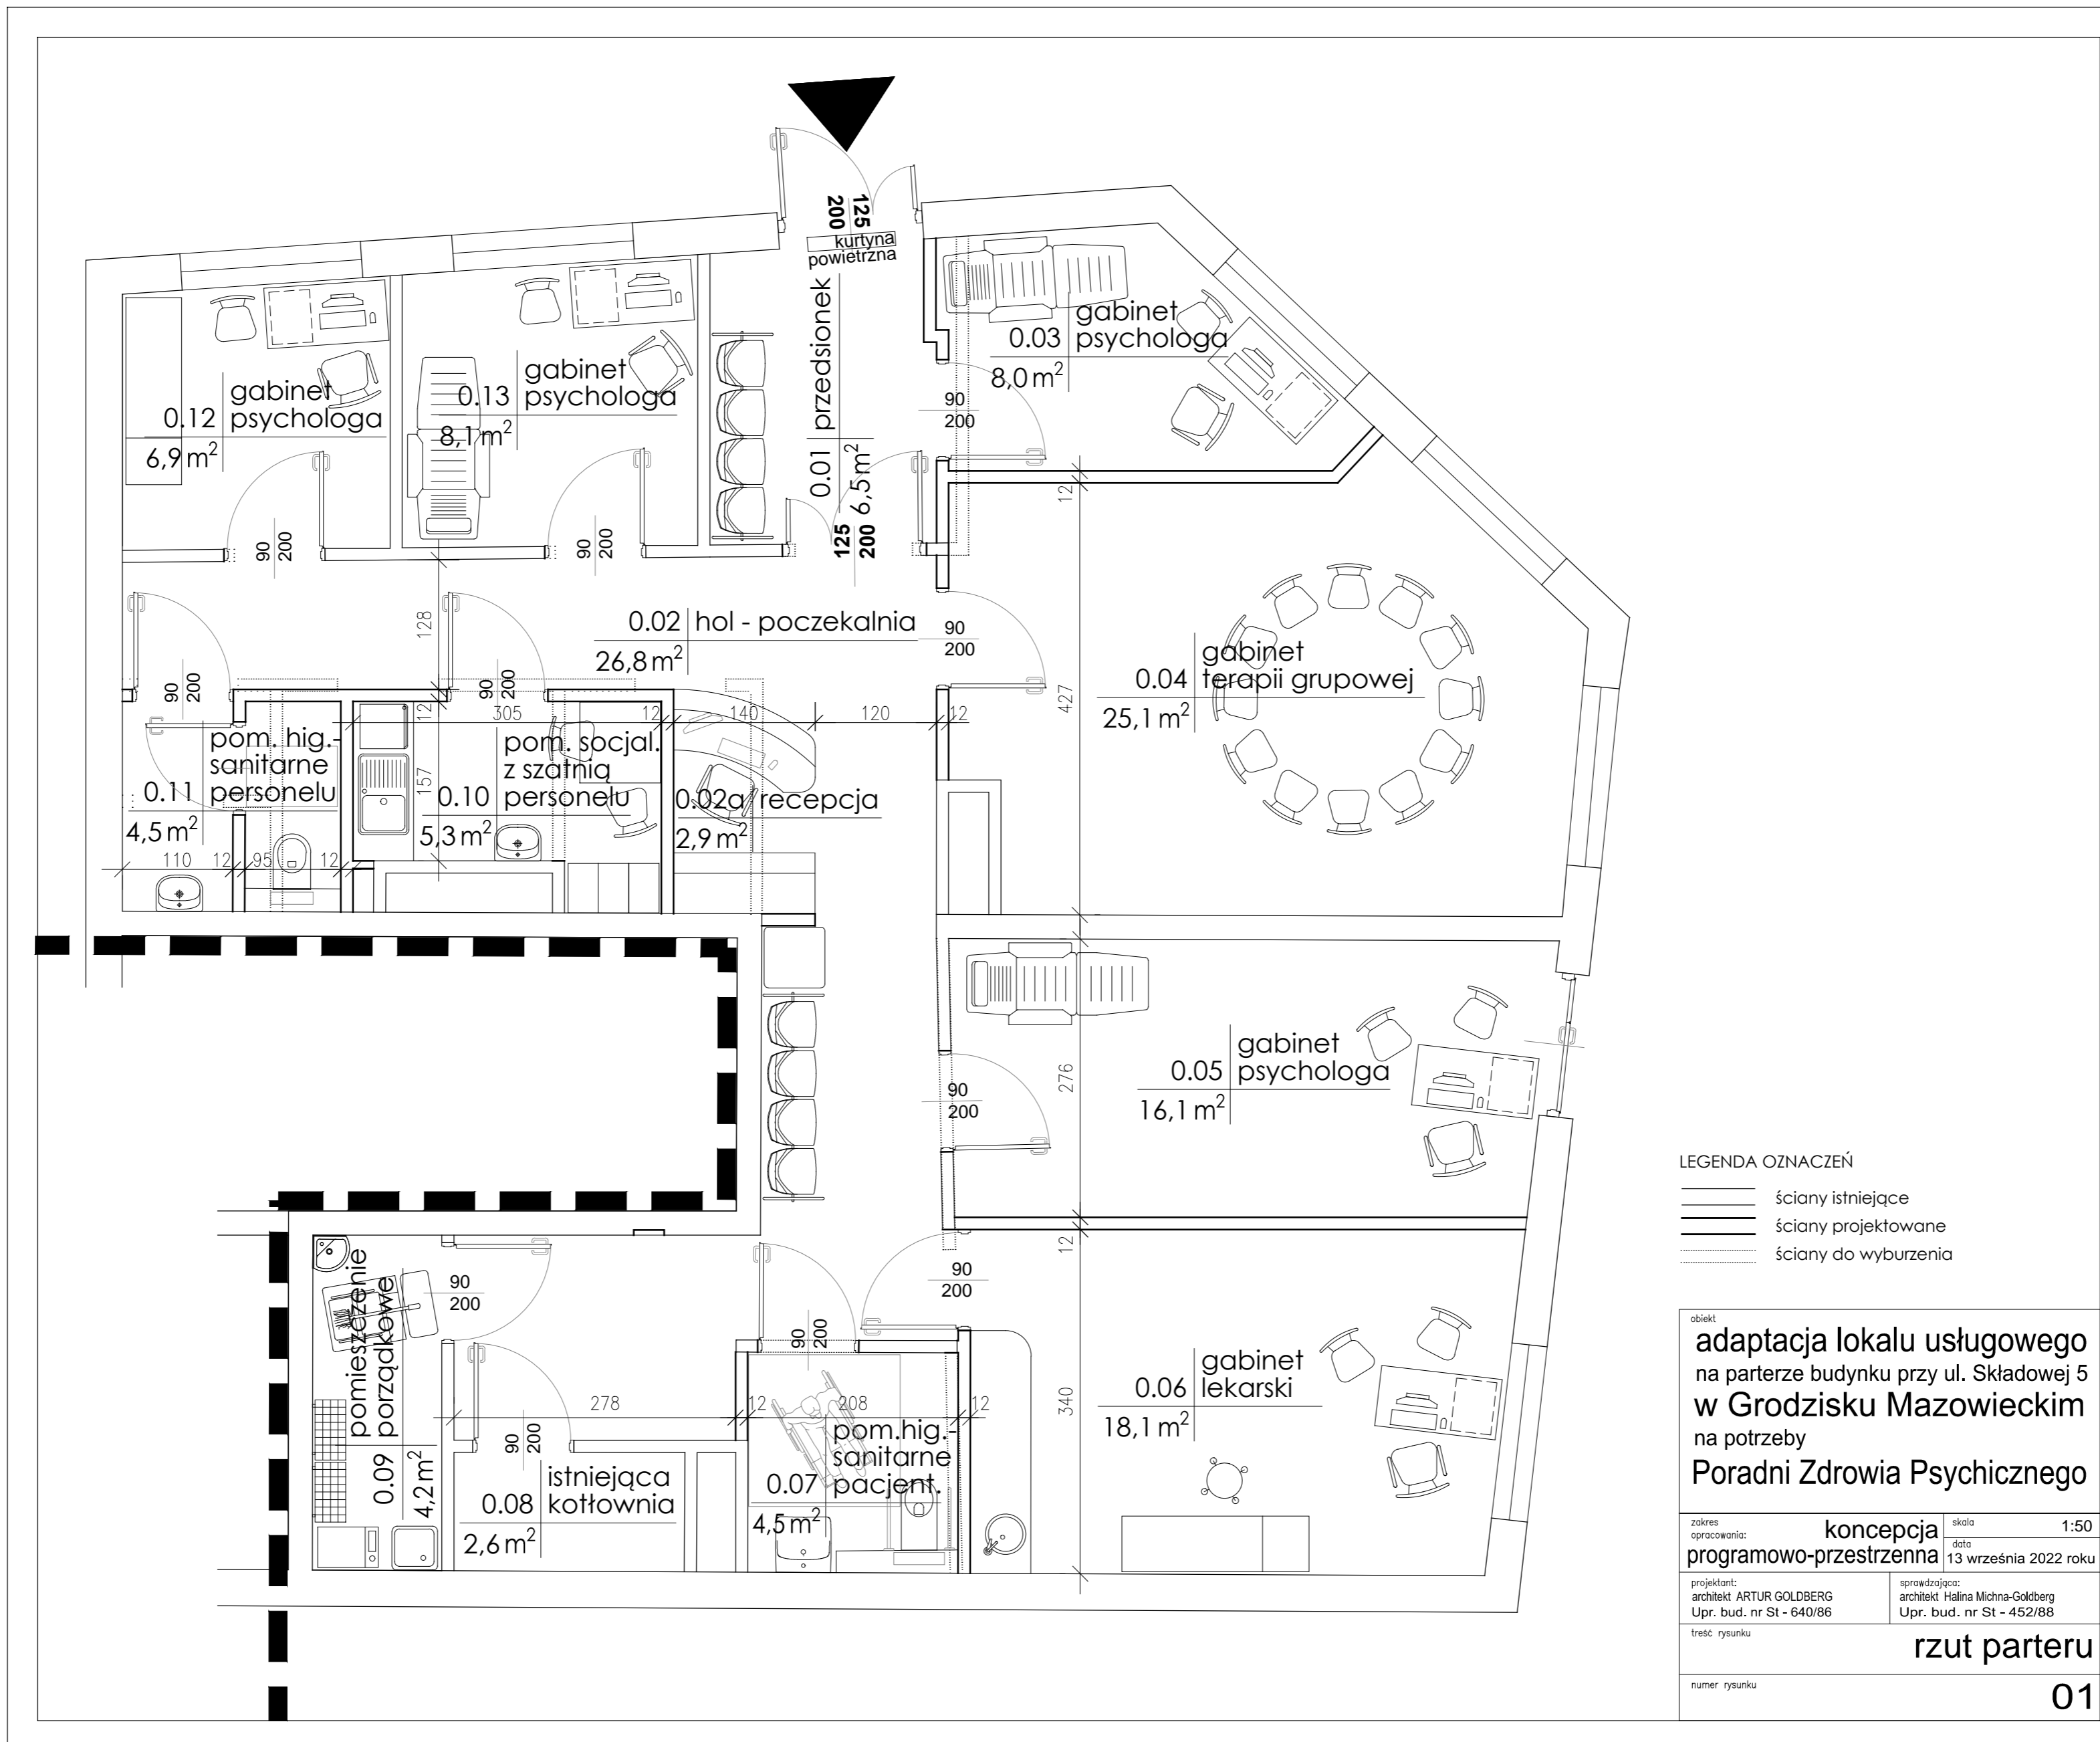 125
200
kurtyna
powietrzna
0.01 przedsionek
6,5 m²
125
200
0.03 gabinet
psychologa
8,0 m²
90
200
0.12 gabinet
psychologa
6,9 m²
90
200
0.13 gabinet
psychologa
8,1 m²
90
200
12
128
0.02 hol - poczekalnia
26,8 m²
90
200
427
0.04 gabinet
terapii grupowej
25,1 m²
90
200
90
200
12
305
12
140
120
12
157
0.11 pom. hig.-
sanitarne
personelu
4,5 m²
0.10 pom. socjal.
z szatnią
personelu
5,3 m²
0.02a recepcja
2,9 m²
110
12
95
12
0.05 gabinet
psychologa
16,1 m²
276
90
200
12
0.09 pomieszczenie
porządkowe
4,2 m²
90
200
90
200
90
200
278
12
208
12
340
0.06 gabinet
lekarski
18,1 m²
90
200
0.08 istniejąca
kotłownia
2,6 m²
0.07 pom.hig.-
sanitarne
pacjent.
4,5 m²
LEGENDA OZNACZEŃ
ściany istniejące
ściany projektowane
ściany do wyburzenia
obiekt
adaptacja lokalu usługowego
na parterze budynku przy ul. Składowej 5
w Grodzisku Mazowieckim
na potrzeby
Poradni Zdrowia Psychicznego
zakres
opracowania:
koncepcja
programowo-przestrzenna
skala
1:50
data
13 września 2022 roku
projektant:
architekt ARTUR GOLDBERG
Upr. bud. nr St - 640/86
sprawdzająca:
architekt Halina Michna-Goldberg
Upr. bud. nr St - 452/88
treść rysunku
rzut parteru
numer rysunku
01